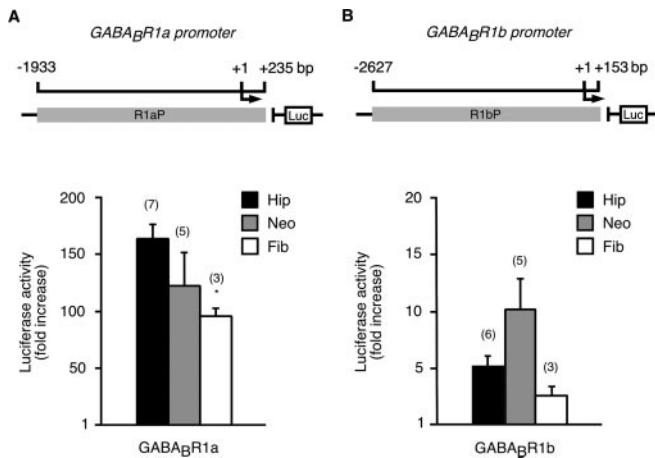 A
GABABR1a promoter
-1933 +1 +235 bp
R1aP Luc
200
150
100
50
1
Luciferase activity
(fold increase)
(7)
(5)
(3)
*
Hip
Neo
Fib
GABABR1a
B
GABABR1b promoter
-2627 +1 +153 bp
R1bP Luc
20
15
10
5
1
Luciferase activity
(fold increase)
(6)
(5)
(3)
Hip
Neo
Fib
GABABR1b